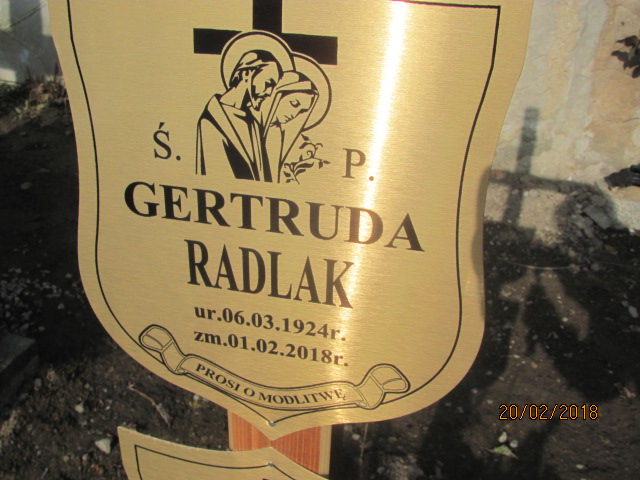 Ś. P.
GERTRUDA
RADLAK
ur.06.03.1924r.
zm.01.02.2018r.
PROSI O MODLITWĘ
20/02/2018